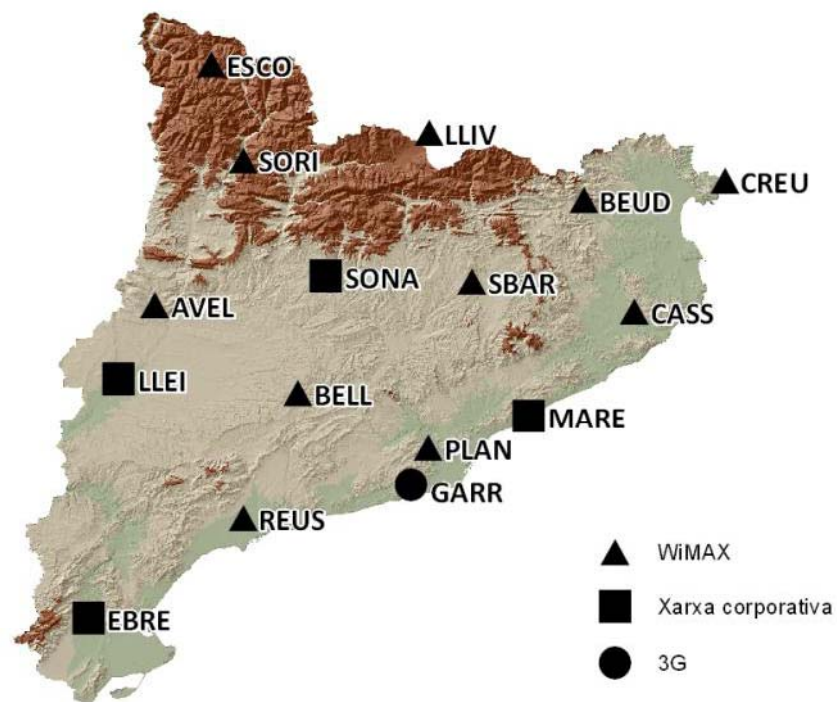 ESCO
LLIV
SORI
CREU
BEUD
SONA
SBAR
AVEL
CASS
LLEI
BELL
MARE
PLAN
GARR
REUS
WiMAX
Xarxa corporativa
EBRE
3G